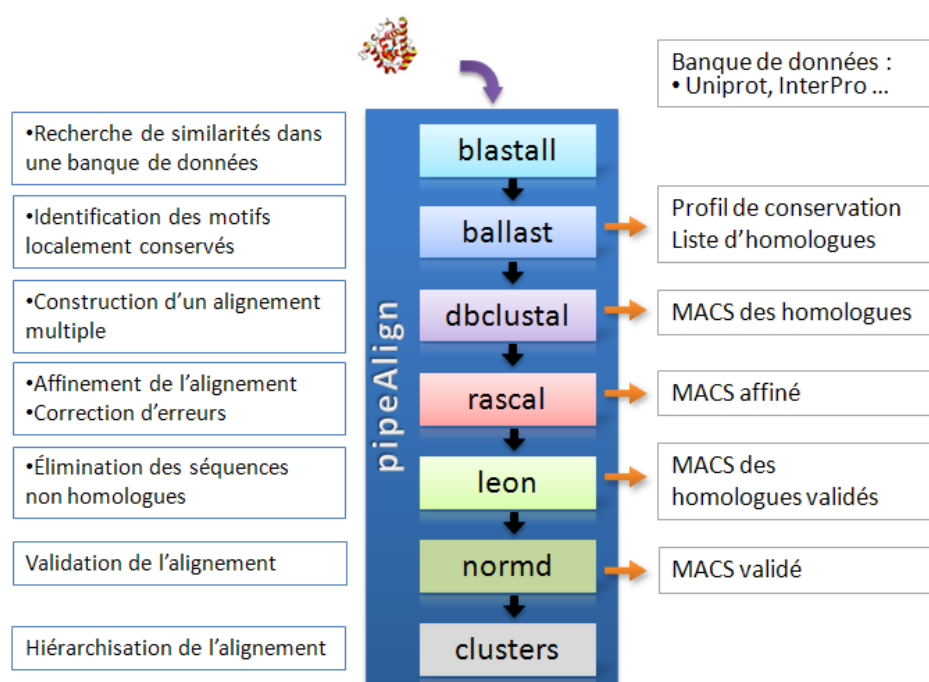 Banque de données :
• Uniprot, InterPro ...
•Recherche de similarités dans
une banque de données
blastall
•Identification des motifs
localement conservés
ballast
Profil de conservation
Liste d'homologues
•Construction d'un alignement
multiple
dbclustal
MACS des homologues
•Affinement de l'alignement
•Correction d'erreurs
rascal
MACS affiné
•Élimination des séquences
non homologues
leon
MACS des
homologues validés
Validation de l'alignement
normd
MACS validé
Hiérarchisation de l'alignement
clusters
pipeAlign